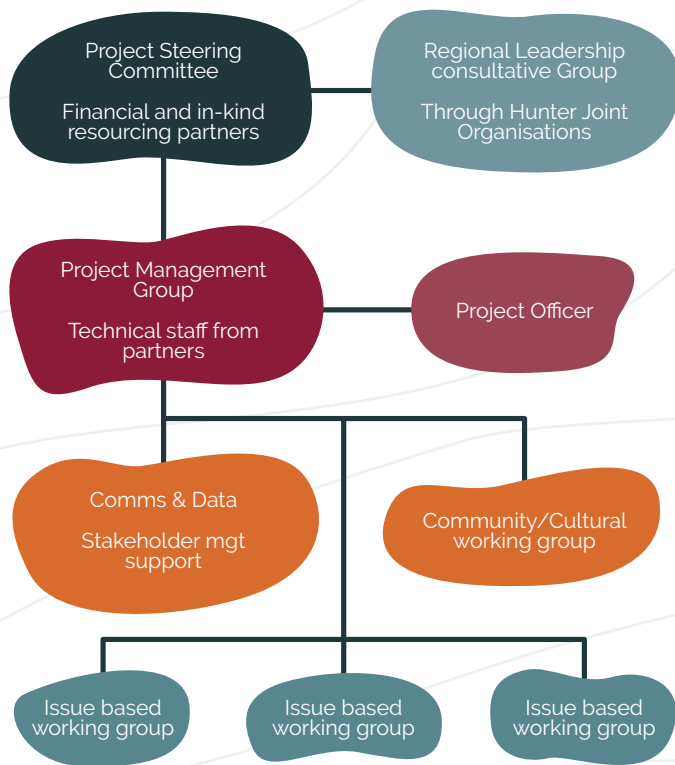 Project Steering
Committee
Financial and in-kind
resourcing partners
Regional Leadership
consultative Group
Through Hunter Joint
Organisations
Project Management
Group
Technical staff from
partners
Project Officer
Comms & Data
Stakeholder mgt
support
Community/Cultural
working group
Issue based
working group
Issue based
working group
Issue based
working group